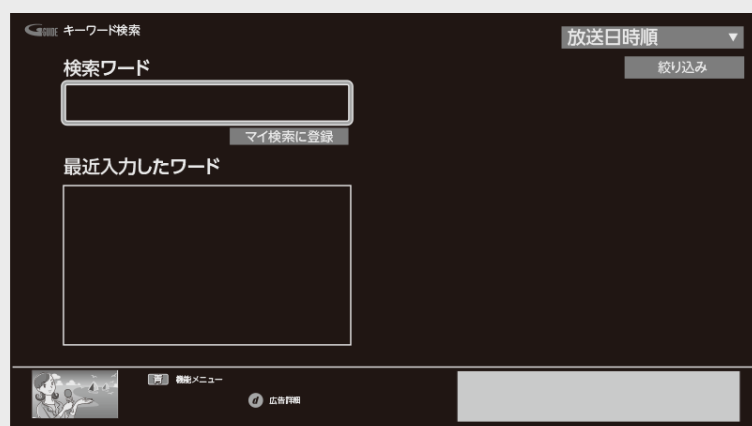 GGUIDE キーワード検索
放送日時順 ▼
検索ワード
絞り込み
マイ検索に登録
最近入力したワード
青 機能メニュー
d 広告詳細